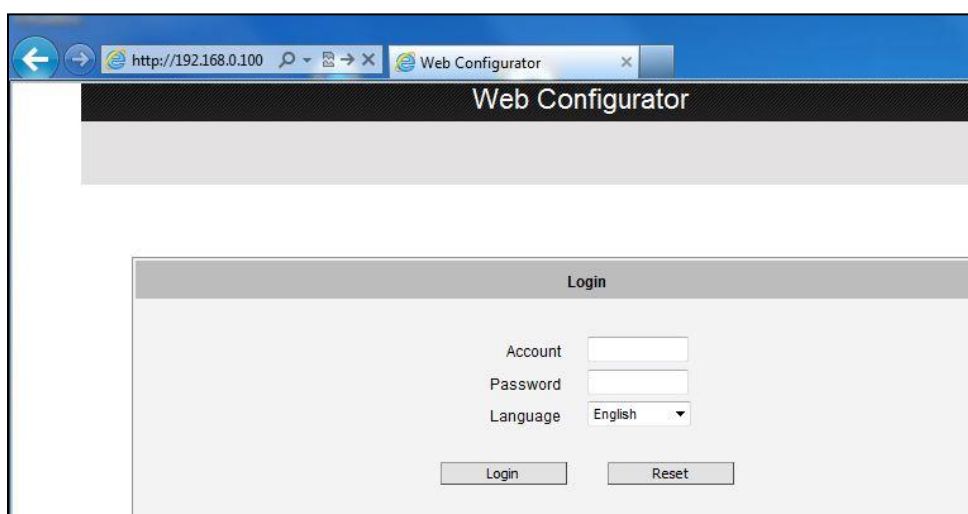 http://192.168.0.100
Web Configurator
Web Configurator
Login
Account
Password
Language English
Login Reset